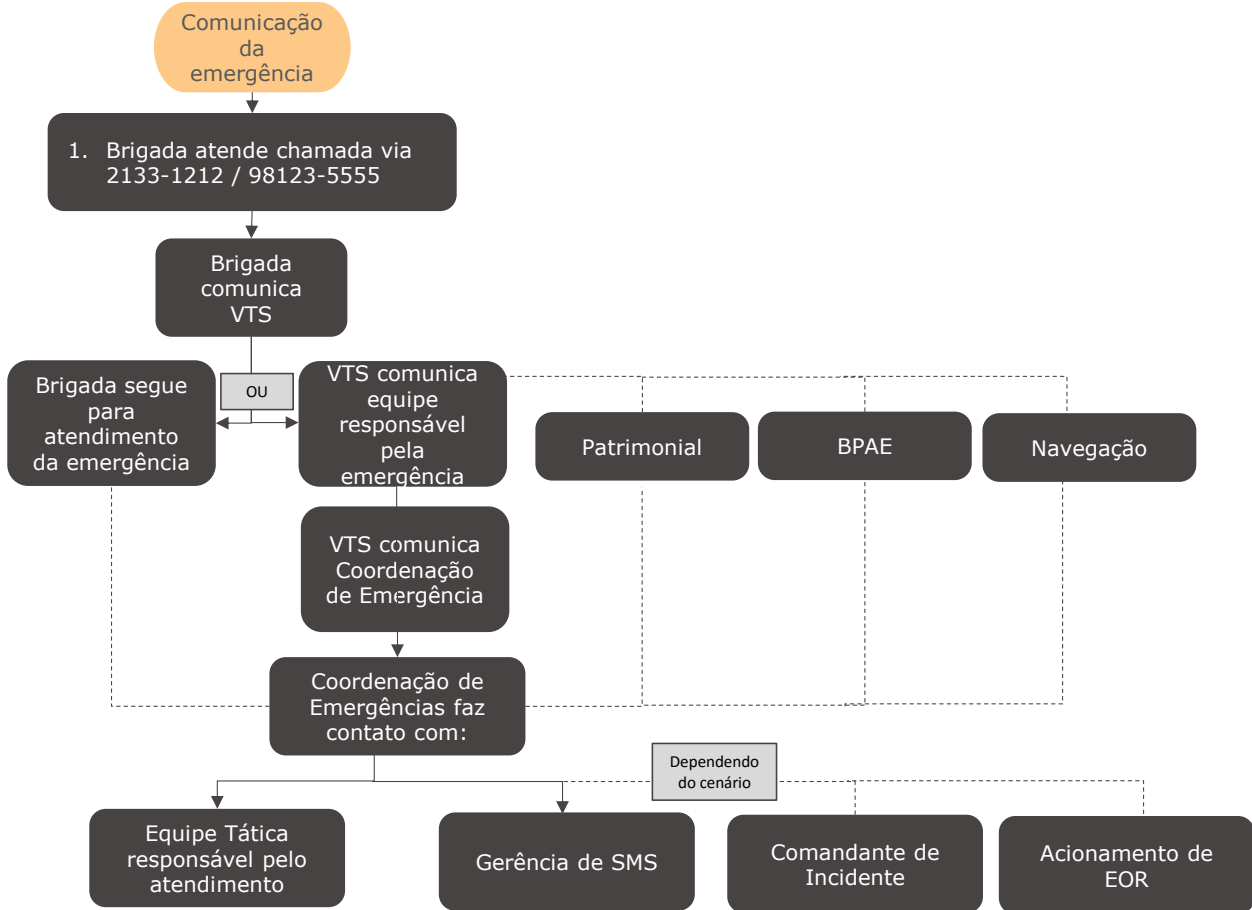 Comunicação
da
emergência
1. Brigada atende chamada via
2133-1212 / 98123-5555
Brigada
comunica
VTS
OU
Brigada segue
para
atendimento
da emergência
VTS comunica
equipe
responsável
pela
emergência
Patrimonial
BPAE
Navegação
VTS comunica
Coordenação
de Emergência
Coordenação de
Emergências faz
contato com:
Dependendo
do cenário
Equipe Tática
responsável pelo
atendimento
Gerência de SMS
Comandante de
Incidente
Acionamento de
EOR